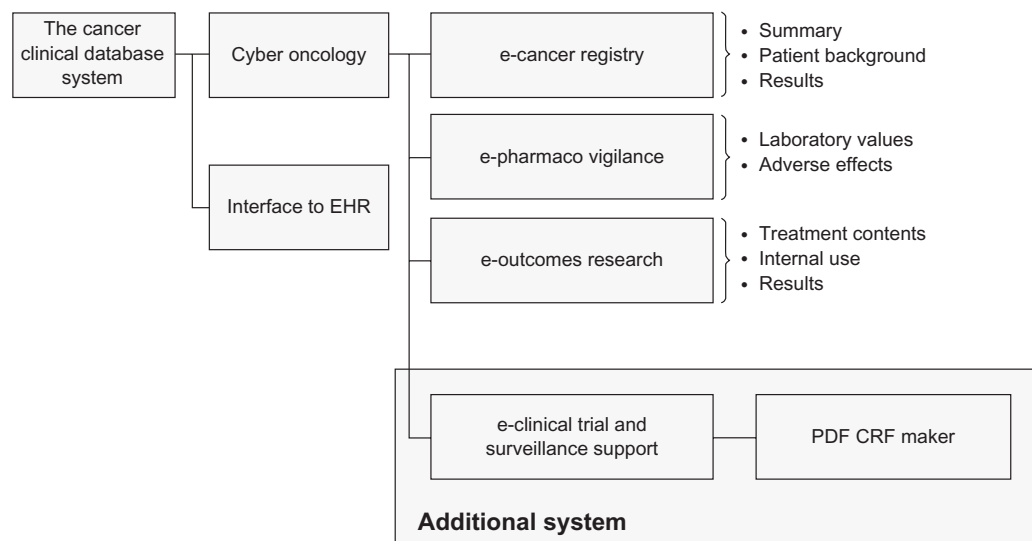 The cancer
clinical database
system
Cyber oncology
Interface to EHR
e-cancer registry
• Summary
• Patient background
• Results
e-pharmaco vigilance
• Laboratory values
• Adverse effects
e-outcomes research
• Treatment contents
• Internal use
• Results
e-clinical trial and
surveillance support
PDF CRF maker
Additional system